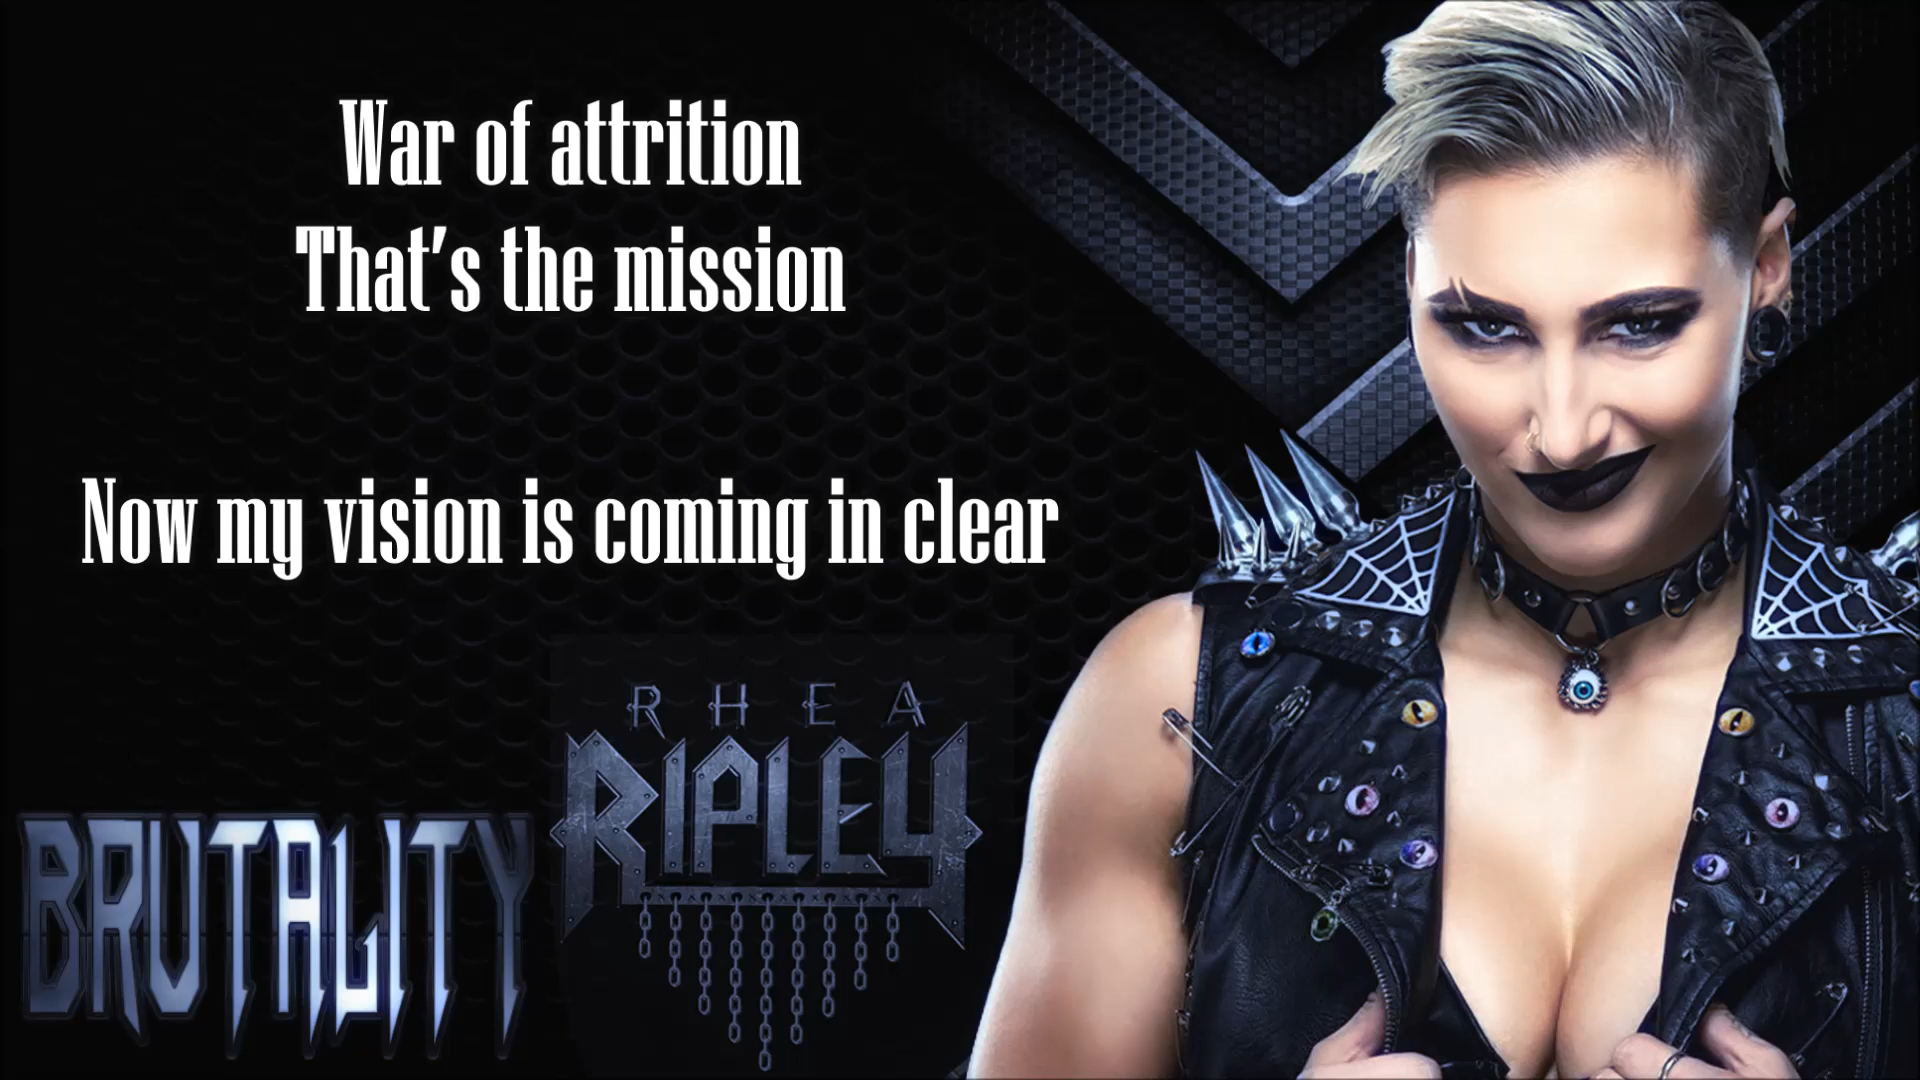 War of attrition
That's the mission
Now my vision is coming in clear
RHEA
RIPLEY
BRUTALITY